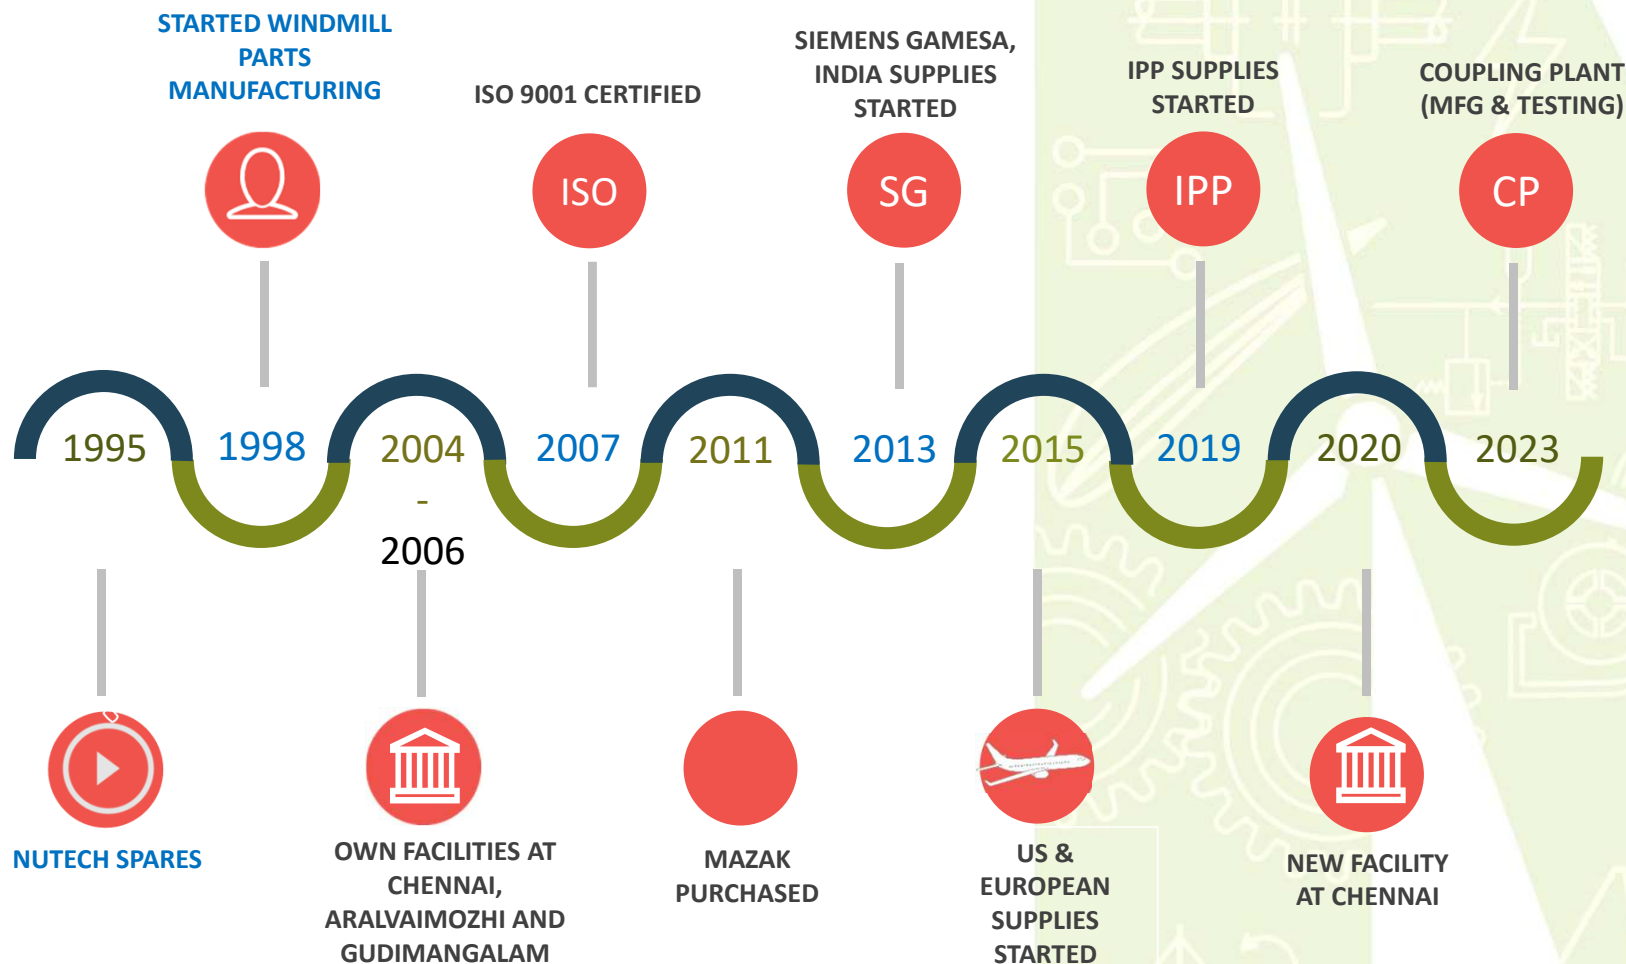 STARTED WINDMILL
PARTS
MANUFACTURING
ISO 9001 CERTIFIED
SIEMENS GAMESA,
INDIA SUPPLIES
STARTED
IPP SUPPLIES
STARTED
COUPLING PLANT
(MFG & TESTING)
ISO
SG
IPP
CP
1995
1998
2004
-
2006
2007
2011
2013
2015
2019
2020
2023
NUTECH SPARES
OWN FACILITIES AT
CHENNAI,
ARALVAIMOZHI AND
GUDIMANGALAM
MAZAK
PURCHASED
US &
EUROPEAN
SUPPLIES
STARTED
NEW FACILITY
AT CHENNAI